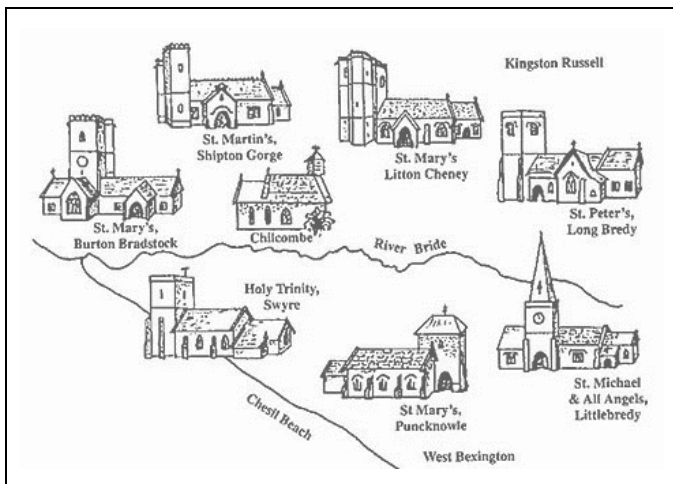 Kingston Russell
St. Martin's,
Shipton Gorge
St. Mary's
Litton Cheney
St. Peter's,
Long Bredy
St. Mary's,
Burton Bradstock
Chilcombe
River Bride
Holy Trinity,
Swyre
Chesil Beach
St Mary's,
Puncknowle
St. Michael
& All Angels,
Littlebredy
West Bexington